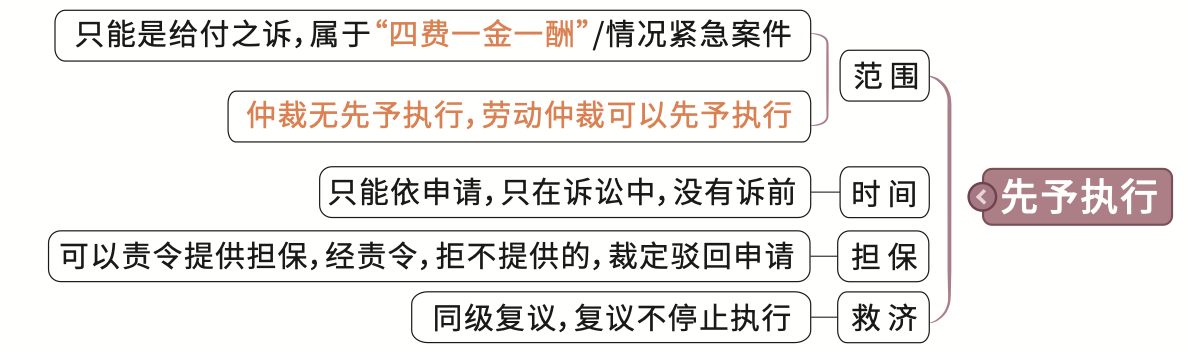 先予执行
范围
只能是给付之诉，属于“四费一金一酬”/情况紧急案件
仲裁无先予执行，劳动仲裁可以先予执行
时间
只能依申请，只在诉讼中，没有诉前
担保
可以责令提供担保，经责令，拒不提供的，裁定驳回申请
救济
同级复议，复议不停止执行